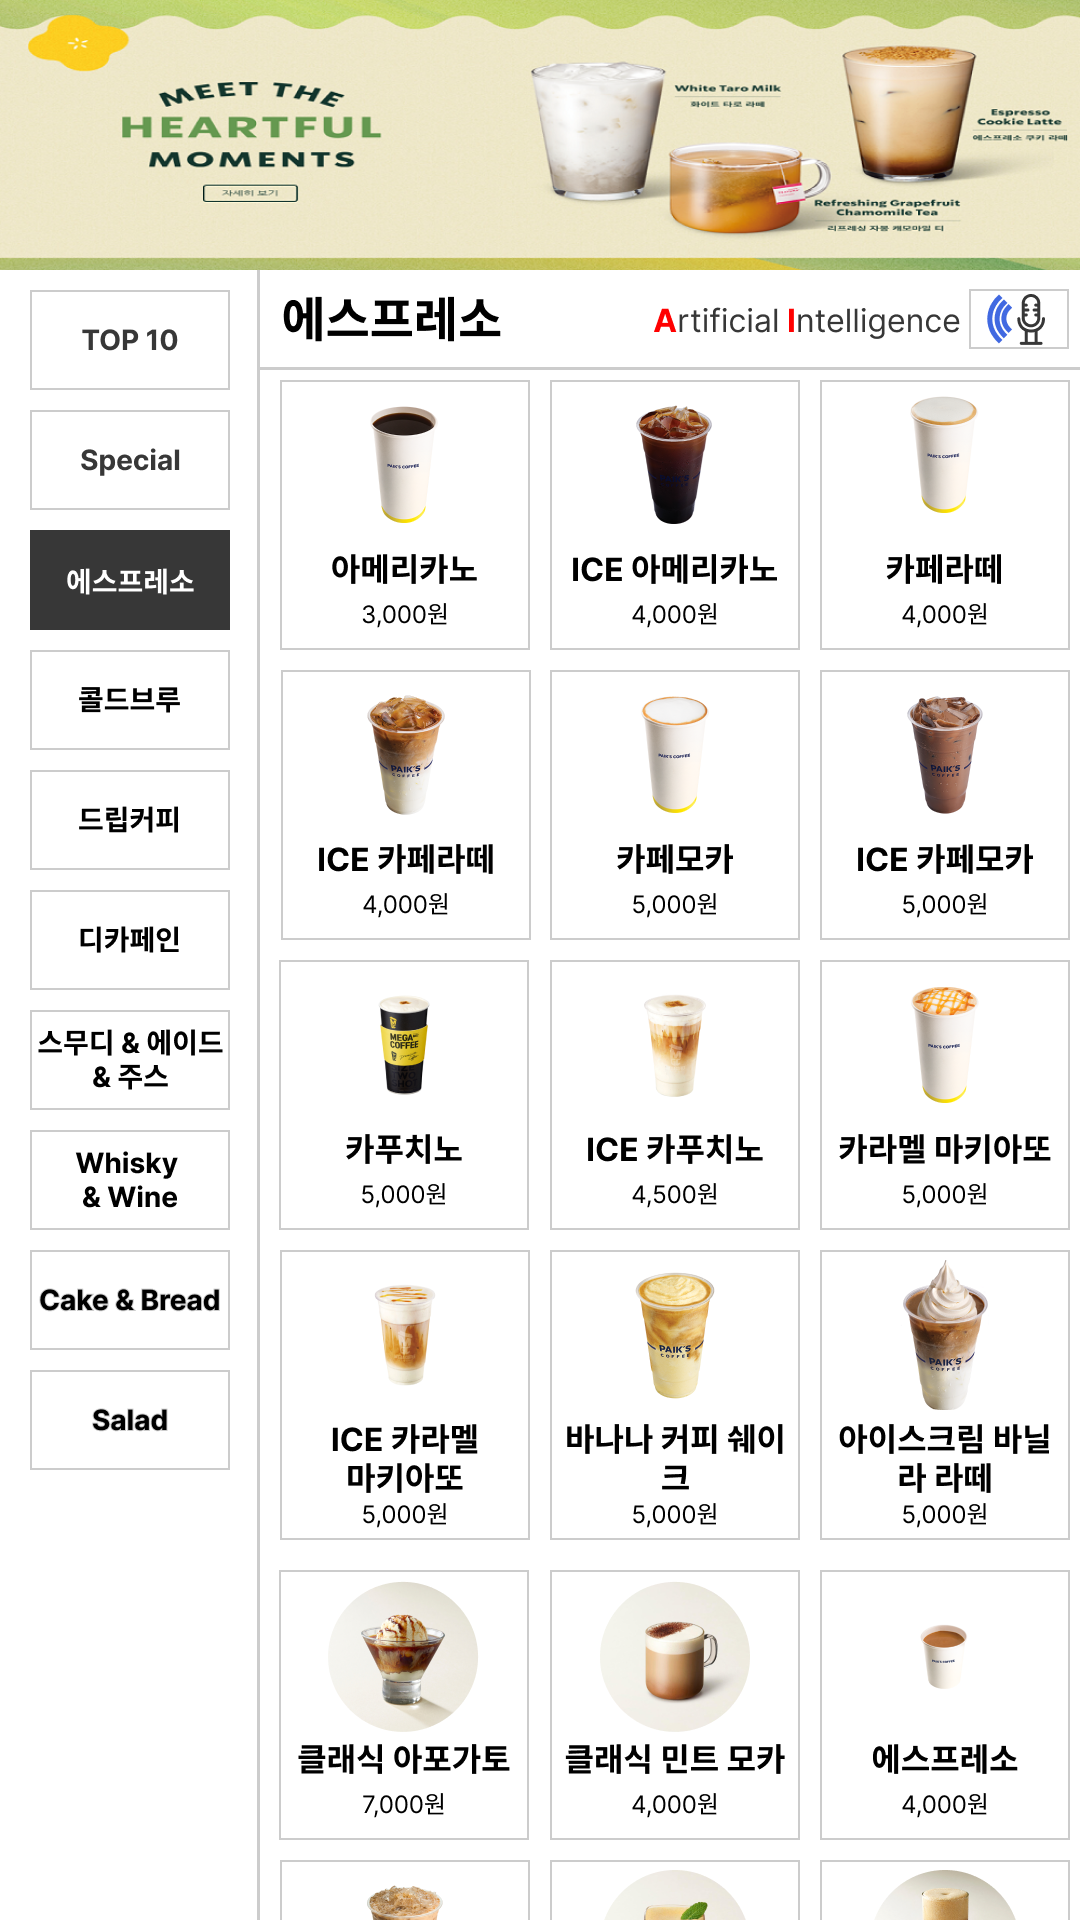 MEET THE
HEARTFUL
MOMENTS
자세히 보기
White Taro Milk
화이트 타로 라떼
Espresso
Cookie Latte
에스프레소 쿠키 라떼
Refreshing Grapefruit
Chamomile Tea
리프레싱 자몽 캐모마일 티
TOP 10
Special
에스프레소
콜드브루
드립커피
디카페인
스무디 & 에이드
& 주스
Whisky
& Wine
Cake & Bread
Salad
에스프레소
Artificial Intelligence
PAIK'S COFFEE
PAIK'S
COFFEE
PAIK'S COFFEE
아메리카노
ICE 아메리카노
카페라떼
3,000원
4,000원
4,000원
PAIK'S
COFFEE
PAIK'S COFFEE
PAIK'S
COFFEE
ICE 카페라떼
카페모카
ICE 카페모카
4,000원
5,000원
5,000원
MEGA
COFFEE
PAIK'S COFFEE
카푸치노
ICE 카푸치노
카라멜 마키아또
5,000원
4,500원
5,000원
PAIK'S
COFFEE
PAIK'S
COFFEE
ICE 카라멜
마키아또
바나나 커피 쉐이
크
아이스크림 바닐
라 라떼
5,000원
5,000원
5,000원
PAIK'S COFFEE
클래식 아포가토
클래식 민트 모카
에스프레소
7,000원
4,000원
4,000원